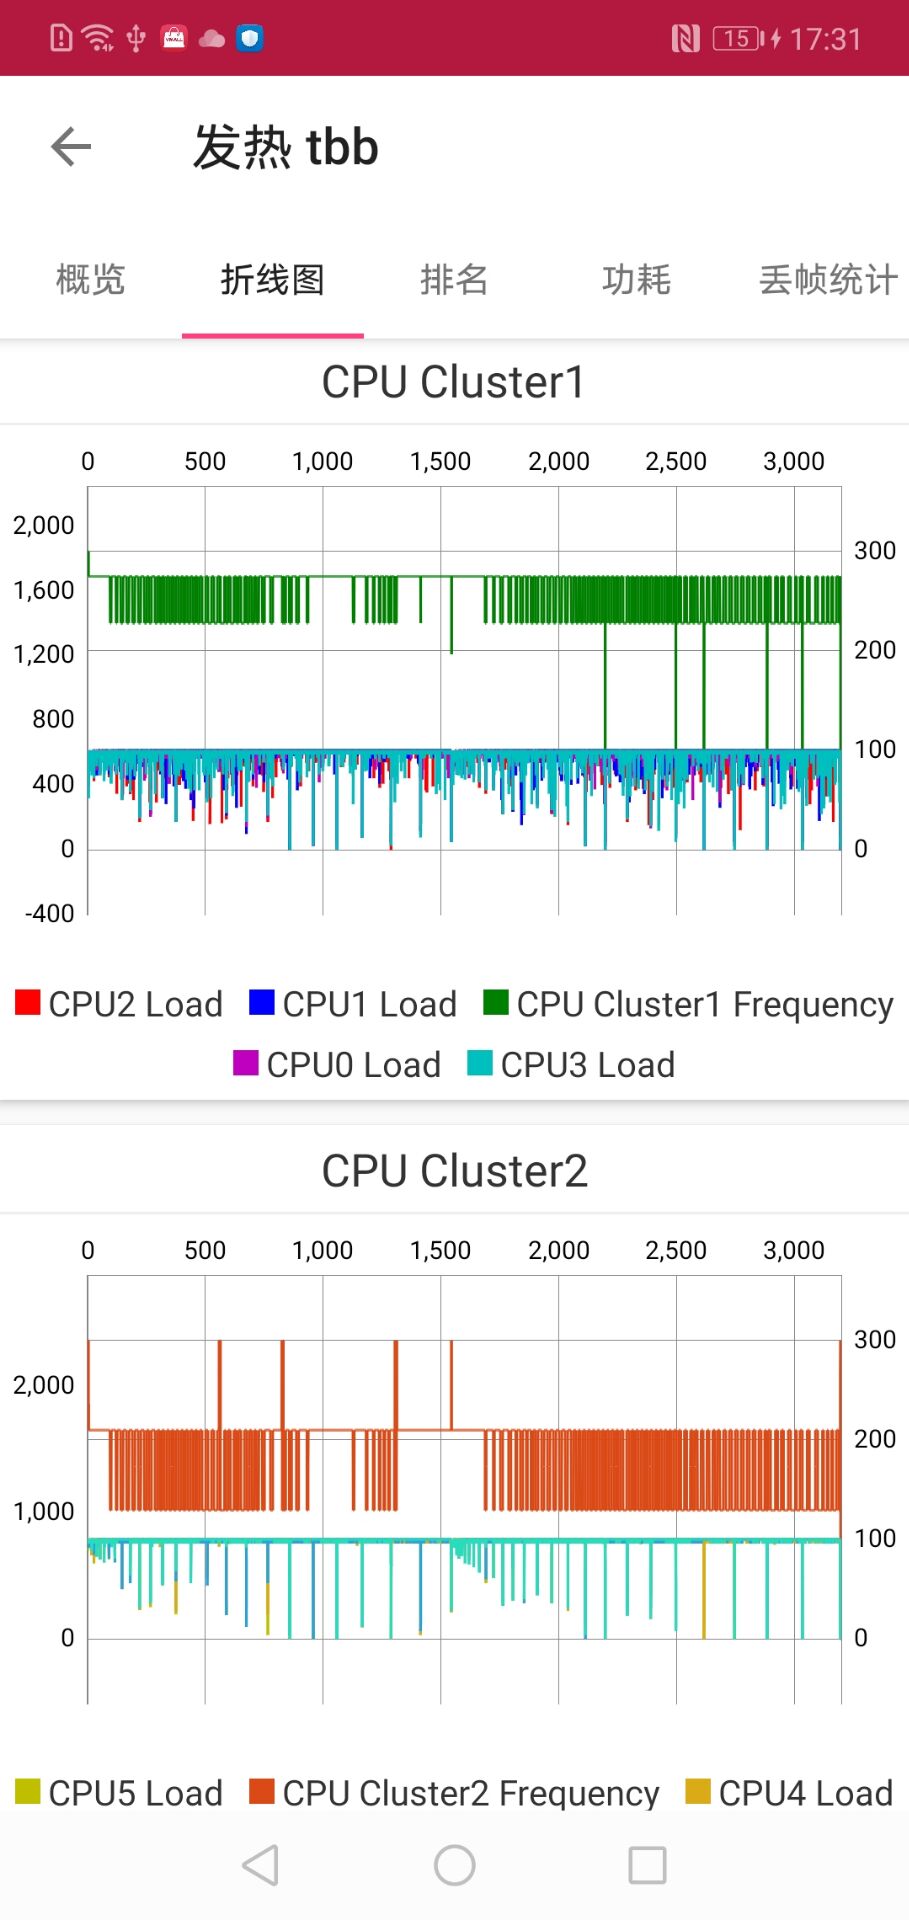 15 17:31
发热 tbb
概览 折线图 排名 功耗 丢帧统计
CPU Cluster1
0 500 1,000 1,500 2,000 2,500 3,000
2,000
300
1,600
1,200 200
800
100
400
0 0
-400
CPU2 Load CPU1 Load CPU Cluster1 Frequency
CPU0 Load CPU3 Load
CPU Cluster2
0 500 1,000 1,500 2,000 2,500 3,000
300
2,000
200
1,000
100
0 0
CPU5 Load CPU Cluster2 Frequency CPU4 Load